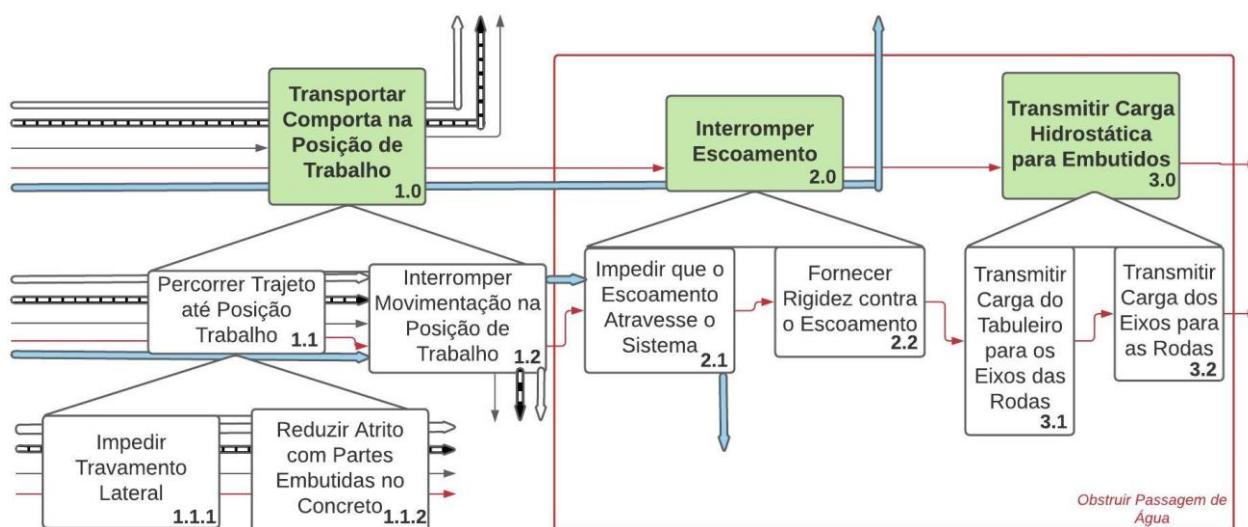 Transportar
Comporta na
Posição de
Trabalho
1.0
Interromper
Escoamento
2.0
Transmitir Carga
Hidrostática
para Embutidos
3.0
Percorrer Trajeto
até Posição
Trabalho
1.1
Interromper
Movimentação na
Posição de
Trabalho
1.2
Impedir que o
Escoamento
Atravesse o
Sistema
2.1
Fornecer
Rigidez contra
o Escoamento
2.2
Transmitir
Carga do
Tabuleiro
para os
Eixos das
Rodas
3.1
Transmitir
Carga dos
Eixos para
as Rodas
3.2
Impedir
Travamento
Lateral
1.1.1
Reduzir Atrito
com Partes
Embutidas no
Concreto
1.1.2
Obstruir Passagem de
Água